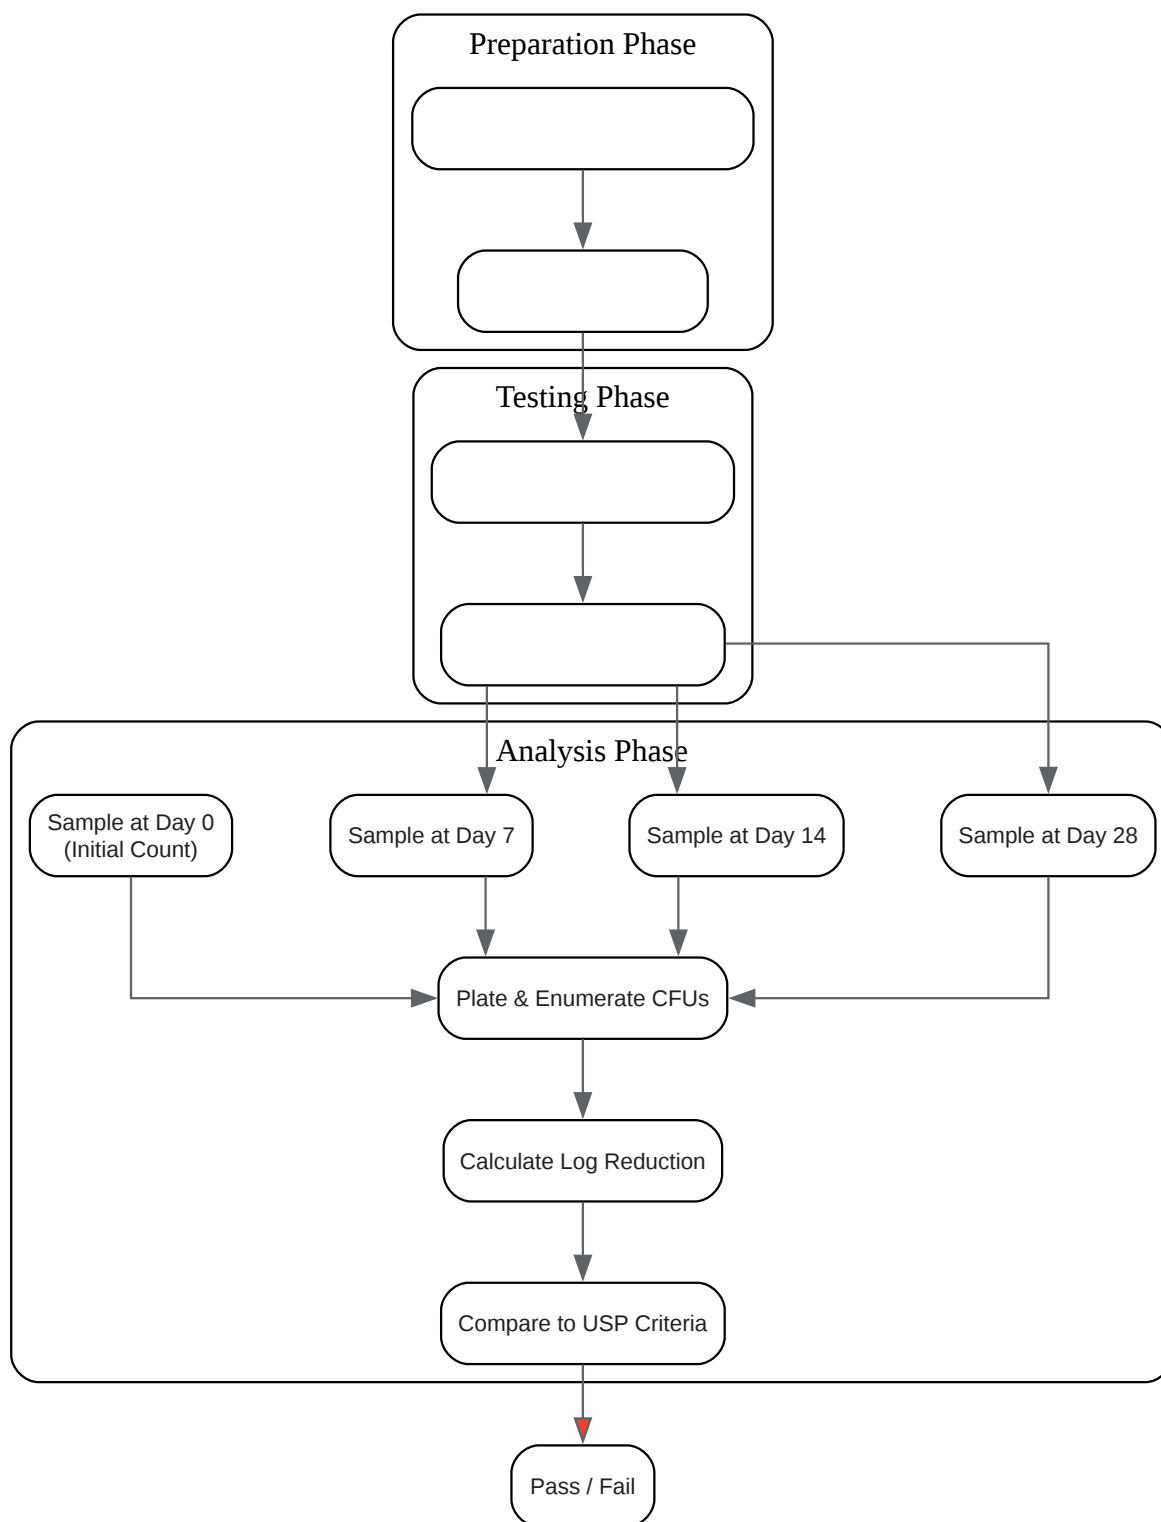 Preparation Phase
Testing Phase
Analysis Phase
Sample at Day 0
(Initial Count)
Sample at Day 7
Sample at Day 14
Sample at Day 28
Plate & Enumerate CFUs
Calculate Log Reduction
Compare to USP Criteria
Pass / Fail